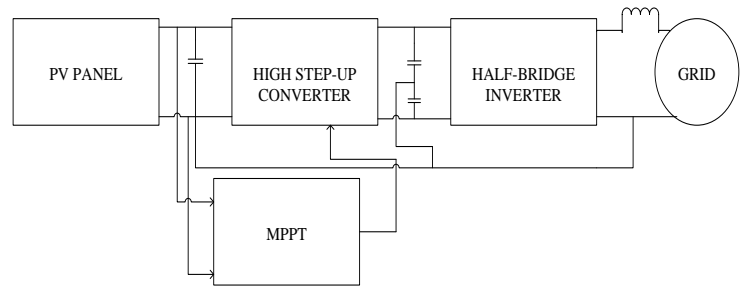 PV PANEL
HIGH STEP-UP
CONVERTER
HALF-BRIDGE
INVERTER
GRID
MPPT